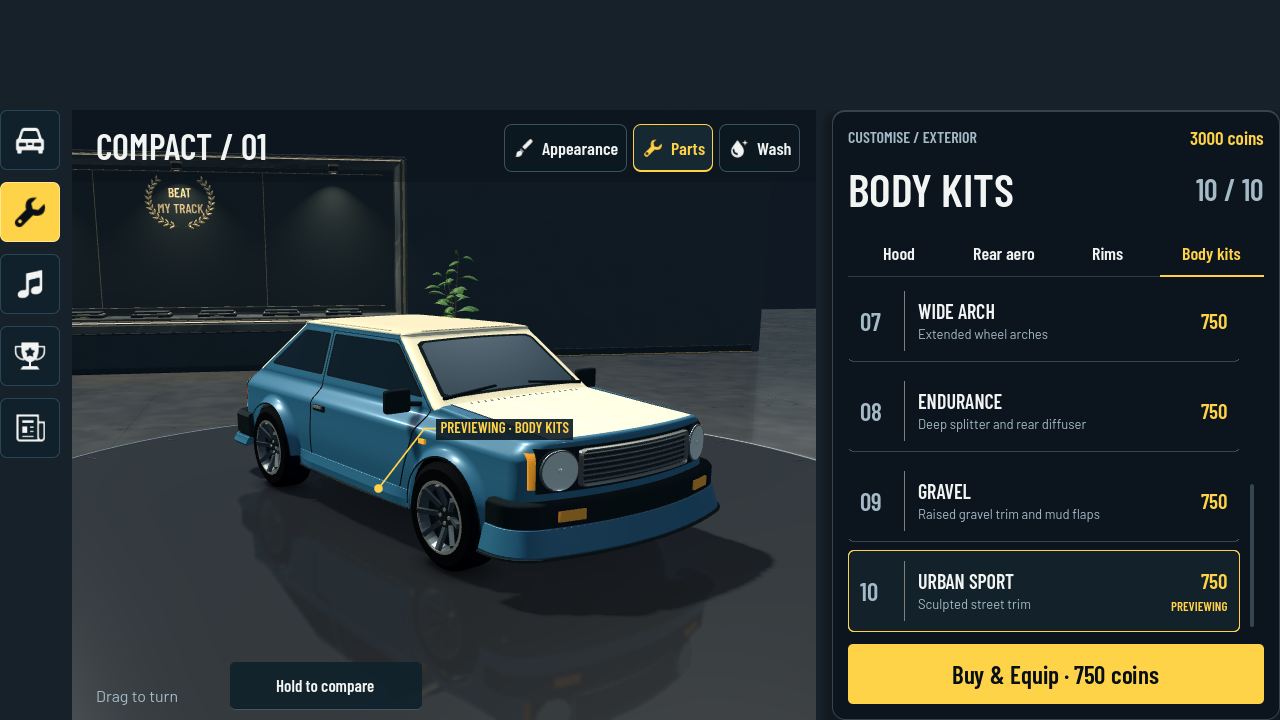 COMPACT / 01
Appearance
Parts
Wash
BEAT
MY TRACK
PREVIEWING · BODY KITS
Drag to turn
Hold to compare
CUSTOMISE / EXTERIOR
3000 coins
BODY KITS
10 / 10
Hood
Rear aero
Rims
Body kits
07
WIDE ARCH
Extended wheel arches
750
08
ENDURANCE
Deep splitter and rear diffuser
750
09
GRAVEL
Raised gravel trim and mud flaps
750
10
URBAN SPORT
Sculpted street trim
750
PREVIEWING
Buy & Equip · 750 coins